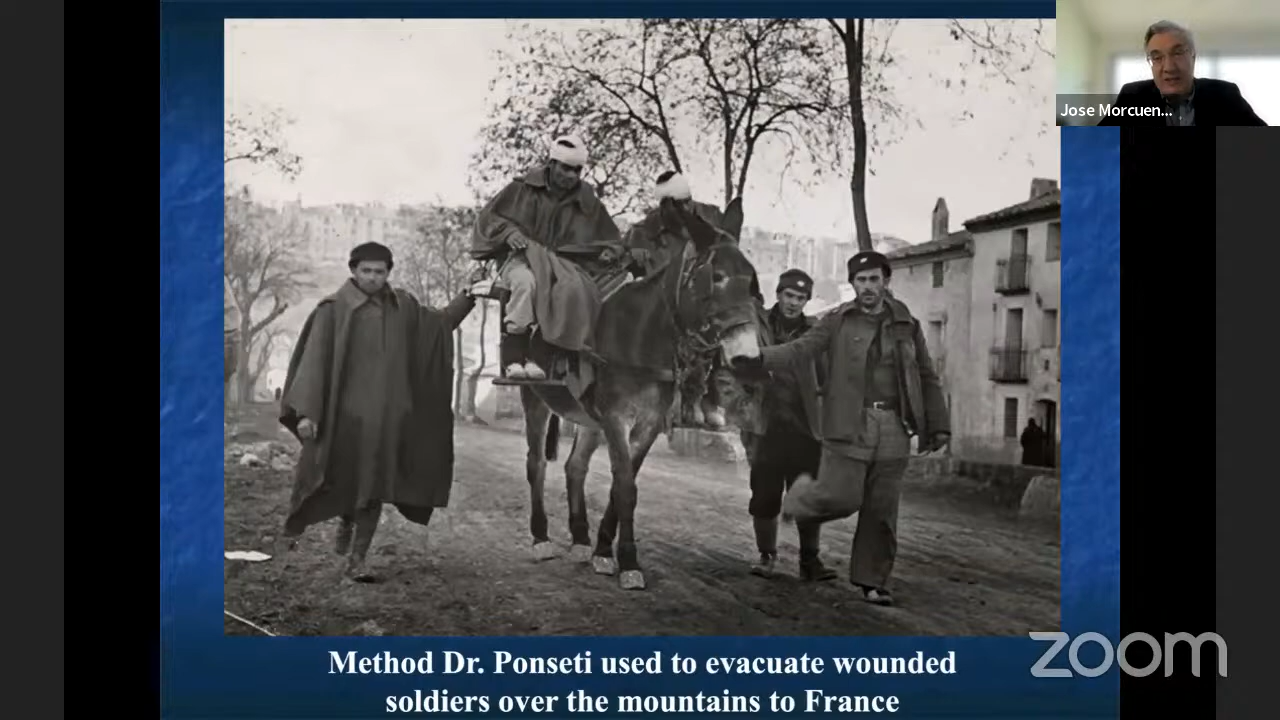 Jose Morcuen...
Method Dr. Ponseti used to evacuate wounded
soldiers over the mountains to France
zoom